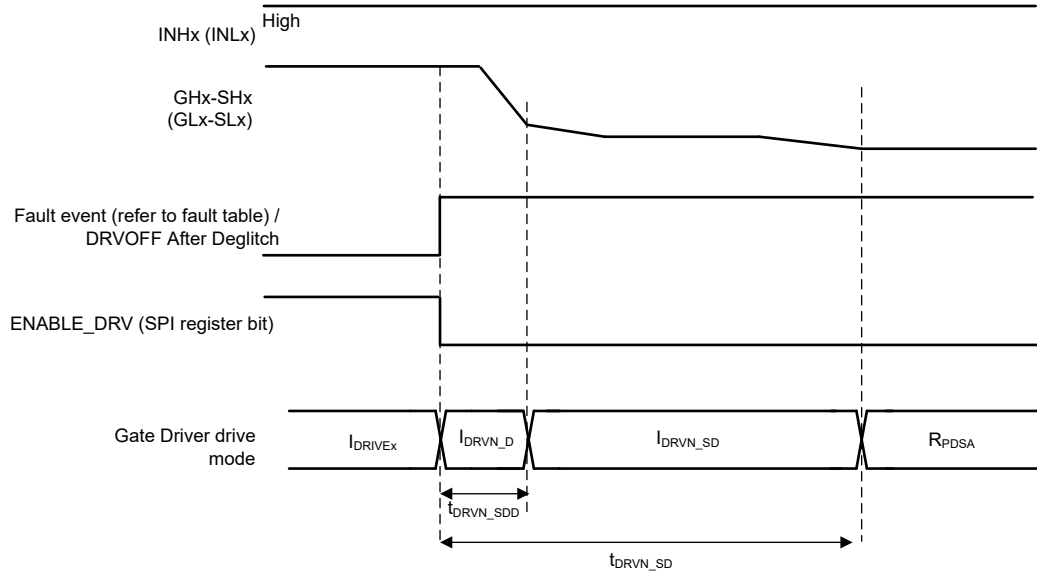 High
INHx (INLx)
GHx-SHx
(GLx-SLx)
Fault event (refer to fault table) /
DRVOFF After Deglitch
ENABLE_DRV (SPI register bit)
Gate Driver drive
mode
IDRIVEx
IDRVN_D
IDRVN_SD
RPDSA
tDRVN_SDD
tDRVN_SD